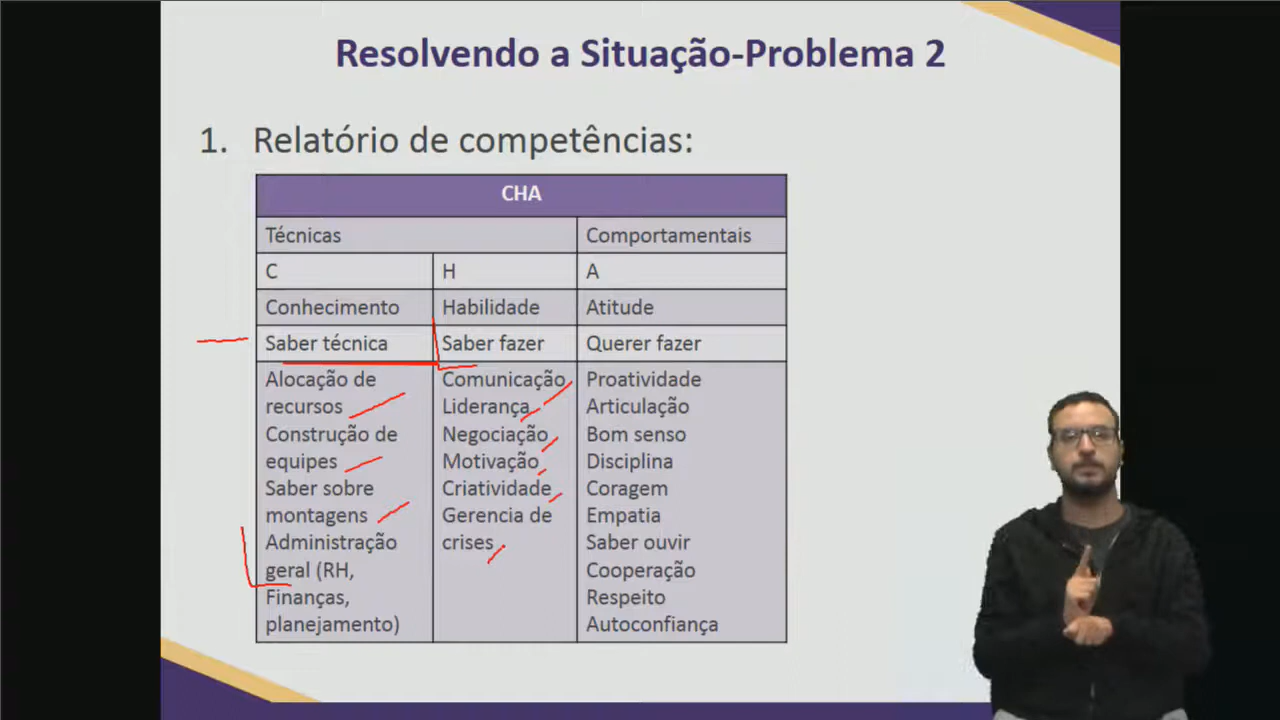 Resolvendo a Situação-Problema 2
1. Relatório de competências:
CHA
Técnicas
Comportamentais
C
H
A
Conhecimento
Habilidade
Atitude
Saber técnica
Saber fazer
Querer fazer
Alocação de
recursos
Construção de
equipes
Saber sobre
montagens
Administração
geral (RH,
Finanças,
planejamento)
Comunicação
Liderança
Negociação
Motivação
Criatividade
Gerencia de
crises
Proatividade
Articulação
Bom senso
Disciplina
Coragem
Empatia
Saber ouvir
Cooperação
Respeito
Autoconfiança